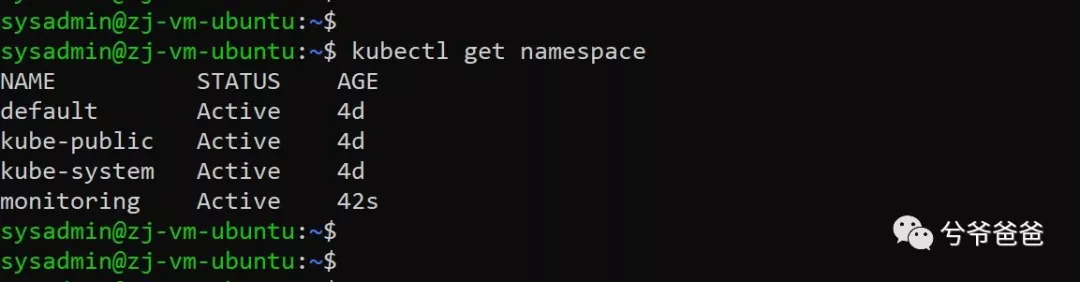 sysadmin@zj-vm-ubuntu:~$
sysadmin@zj-vm-ubuntu:~$ kubectl get namespace
NAME STATUS AGE
default Active 4d
kube-public Active 4d
kube-system Active 4d
monitoring Active 42s
sysadmin@zj-vm-ubuntu:~$
sysadmin@zj-vm-ubuntu:~$
兮爷爸爸